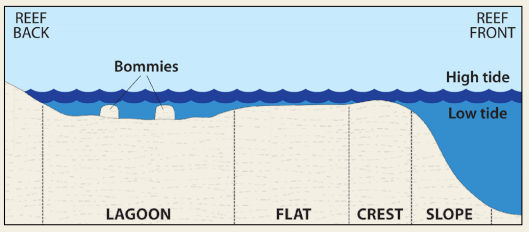 REEF
BACK
REEF
FRONT
Bommies
High tide
Low tide
LAGOON
FLAT
CREST
SLOPE